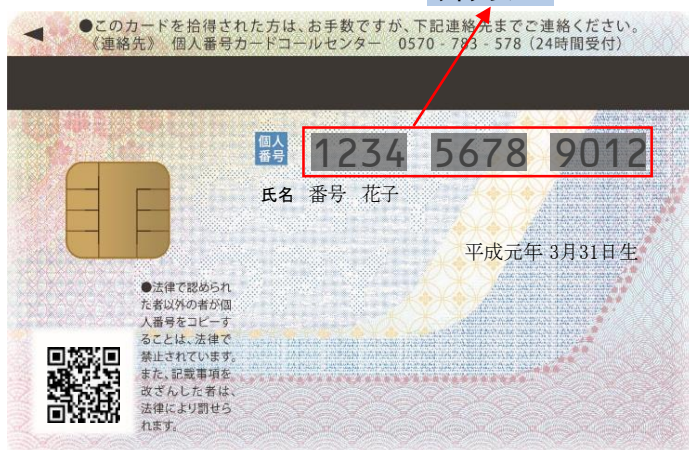 ●このカードを拾得された方は、お手数ですが、下記連絡先までご連絡ください。
《連絡先》 個人番号カードコールセンター 0570 - 783 - 578 (24時間受付)
個人
番号
1234 5678 9012
氏名 番号 花子
平成元年 3月31日生
●法律で認められ
た者以外の者が個
人番号をコピーす
ることは、法律で
禁止されています。
また、記載事項を
改ざんした者は、
法律により罰せら
れます。